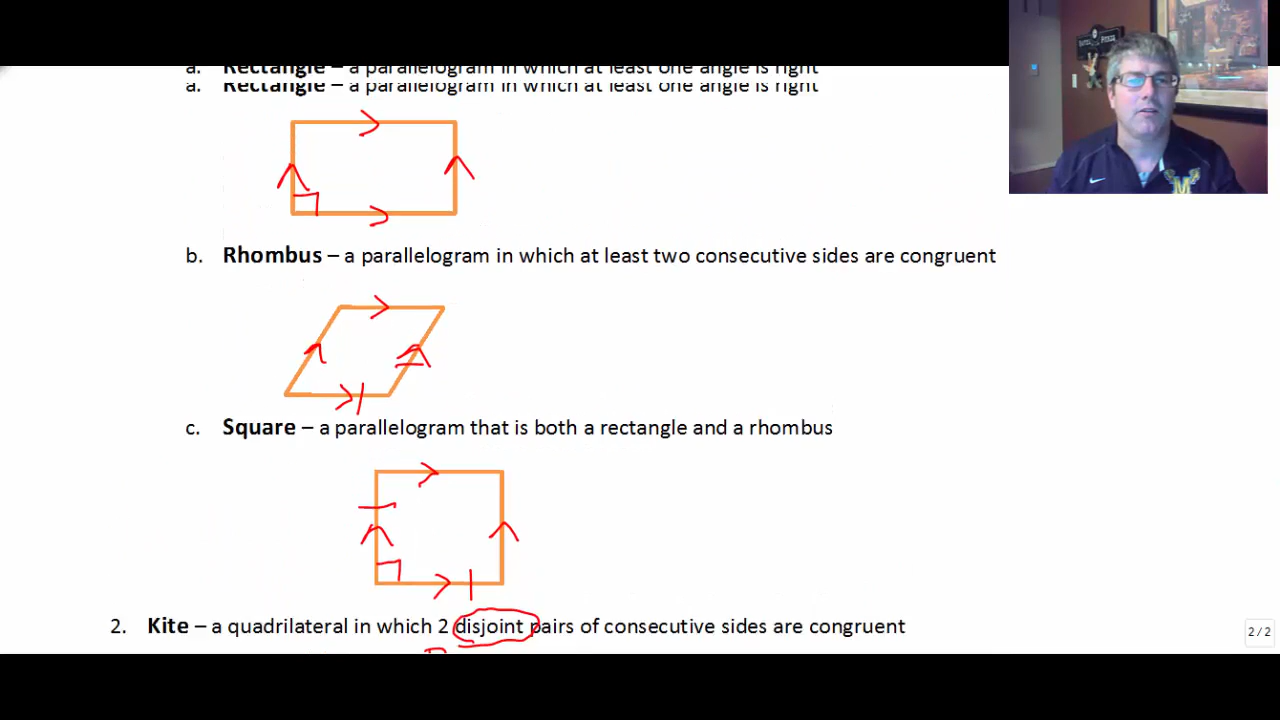 a. Rectangle – a parallelogram in which at least one angle is right
a. Rectangle – a parallelogram in which at least one angle is right
b. Rhombus – a parallelogram in which at least two consecutive sides are congruent
c. Square – a parallelogram that is both a rectangle and a rhombus
2. Kite – a quadrilateral in which 2 disjoint pairs of consecutive sides are congruent
2 / 2
M